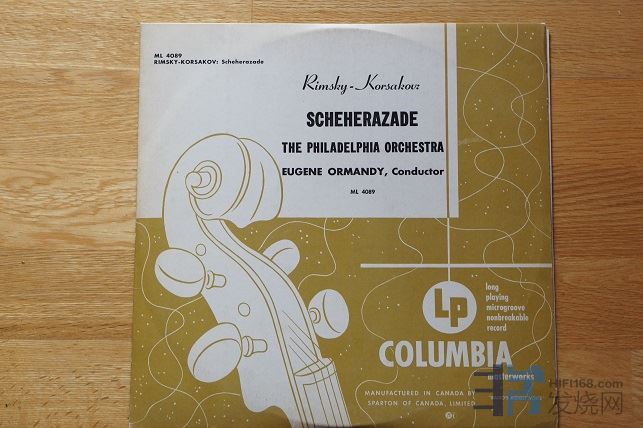 ML 4089
RIMSKY-KORSAKOV: Scheherazade
Rimsky-Korsakov:
SCHEHERAZADE
THE PHILADELPHIA ORCHESTRA
EUGENE ORMANDY, Conductor
ML 4089
LP
long
playing
microgroove
nonbreakable
record
COLUMBIA
masterworks
MANUFACTURED IN CANADA BY
SPARTON OF CANADA, LIMITED
HIFI168.com
发烧网